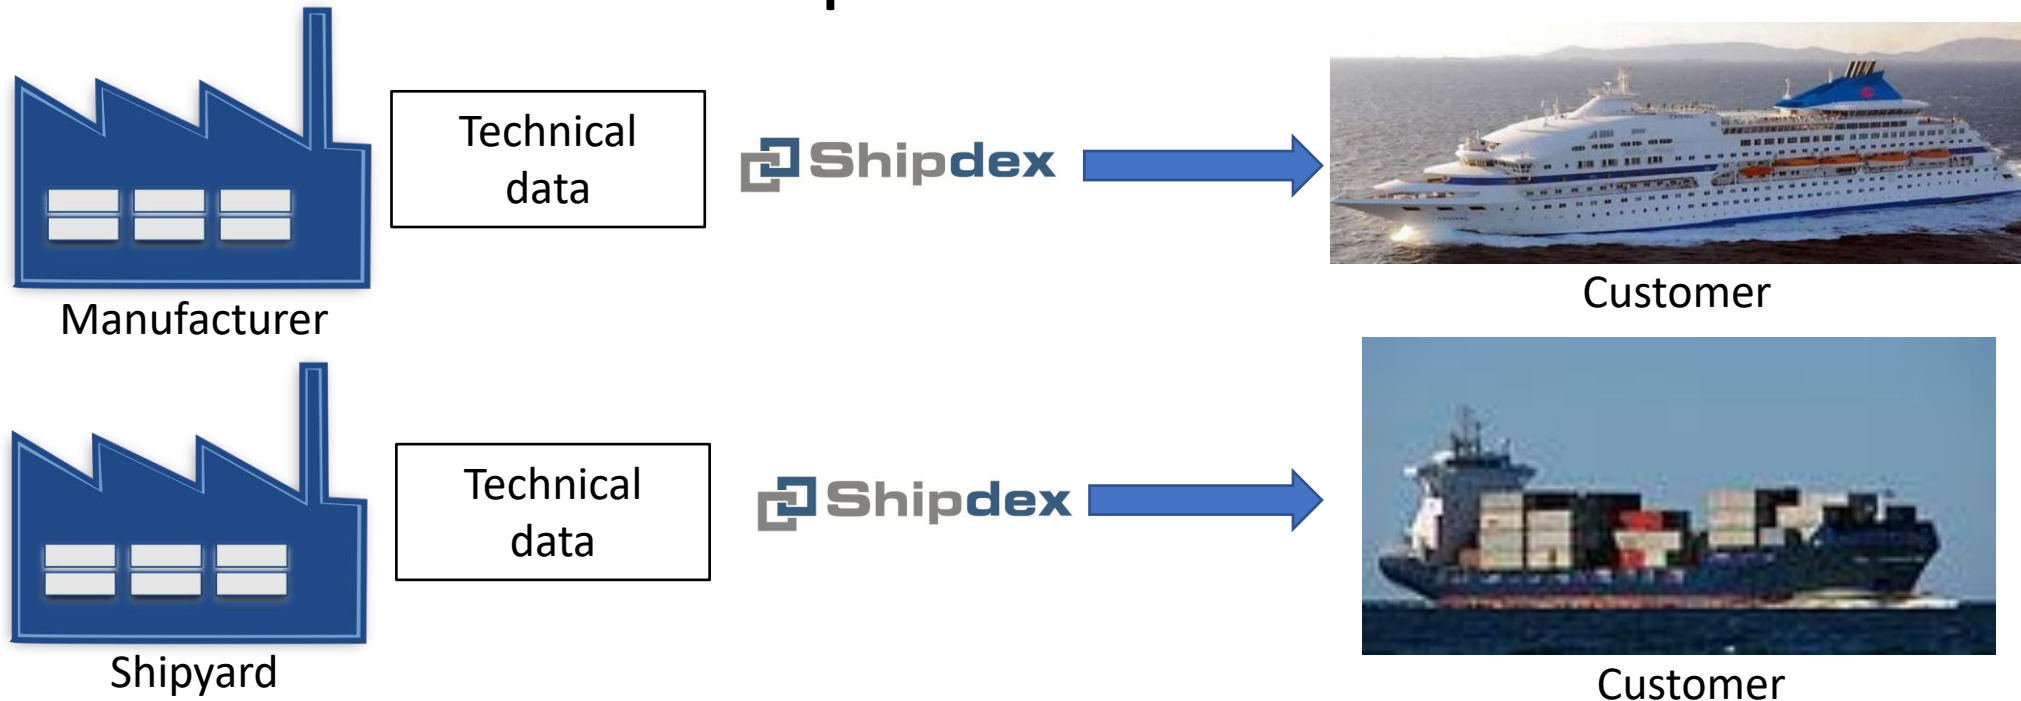 Technical
data
Shipdex
Customer
Manufacturer
Technical
data
Shipdex
Customer
Shipyard